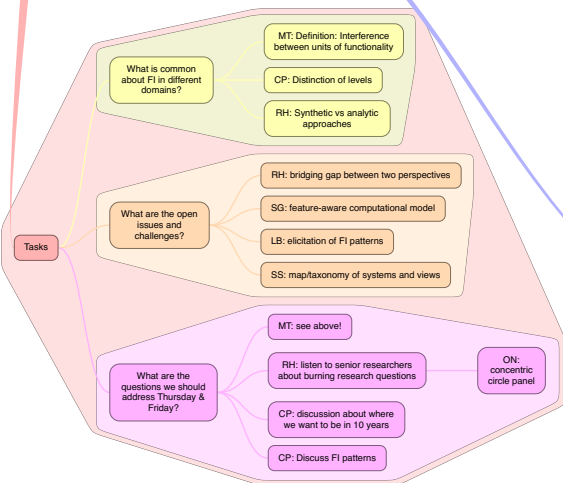 Tasks
What is common
about FI in different
domains?
MT: Definition: Interference
between units of functionality
CP: Distinction of levels
RH: Synthetic vs analytic
approaches
What are the open
issues and
challenges?
RH: bridging gap between two perspectives
SG: feature-aware computational model
LB: elicitation of FI patterns
SS: map/taxonomy of systems and views
What are the
questions we should
address Thursday &
Friday?
MT: see above!
RH: listen to senior researchers
about burning research questions
ON:
concentric
circle panel
CP: discussion about where
we want to be in 10 years
CP: Discuss FI patterns